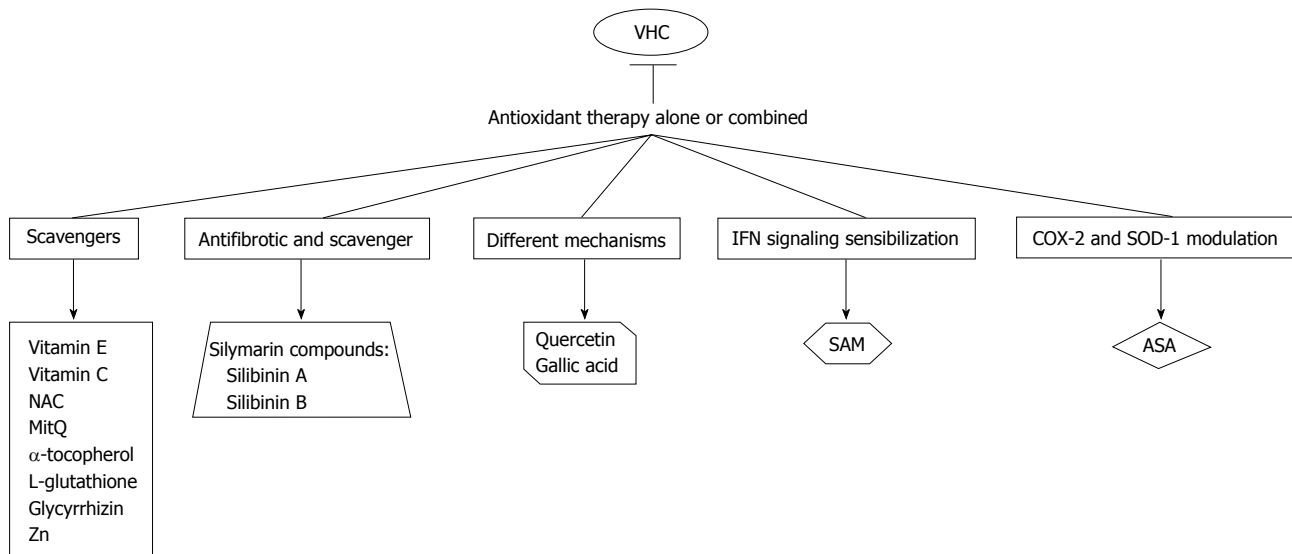 VHC
Antioxidant therapy alone or combined
Scavengers
Antifibrotic and scavenger
Different mechanisms
IFN signaling sensibilization
COX-2 and SOD-1 modulation
Vitamin E
Vitamin C
NAC
MitQ
α-tocopherol
L-glutathione
Glycyrrhizin
Zn
Silymarin compounds:
Silibinin A
Silibinin B
Quercetin
Gallic acid
SAM
ASA